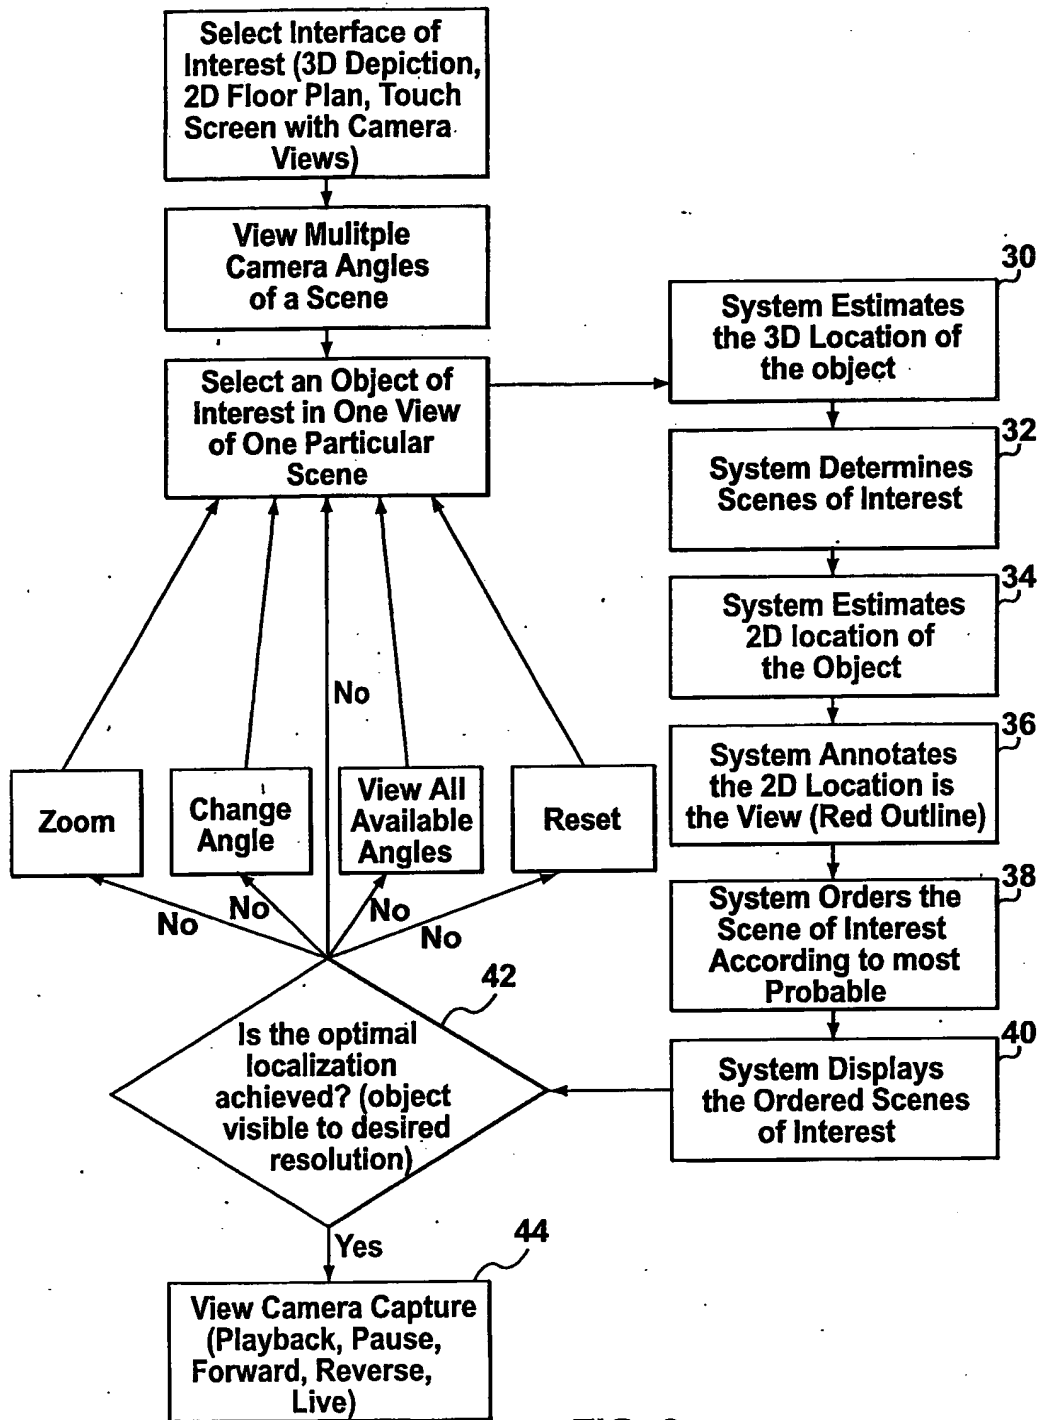 Select Interface of
Interest (3D Depiction,
2D Floor Plan, Touch
Screen with Camera
Views)
View Mulitple
Camera Angles
of a Scene
Select an Object of
Interest in One View
of One Particular
Scene
30
System Estimates
the 3D Location of
the object
32
System Determines
Scenes of Interest
34
System Estimates
2D location of
the Object
36
System Annotates
the 2D Location is
the View (Red Outline)
38
System Orders the
Scene of Interest
According to most
Probable
40
System Displays
the Ordered Scenes
of Interest
No
Zoom
Change
Angle
View All
Available
Angles
Reset
No
No
No
No
42
Is the optimal
localization
achieved? (object
visible to desired
resolution)
Yes
44
View Camera Capture
(Playback, Pause,
Forward, Reverse,
Live)